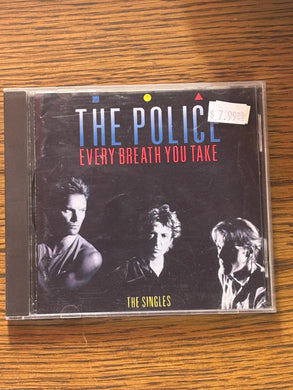 THE POLICE
$ 7.99
EVERY BREATH YOU TAKE
THE SINGLES